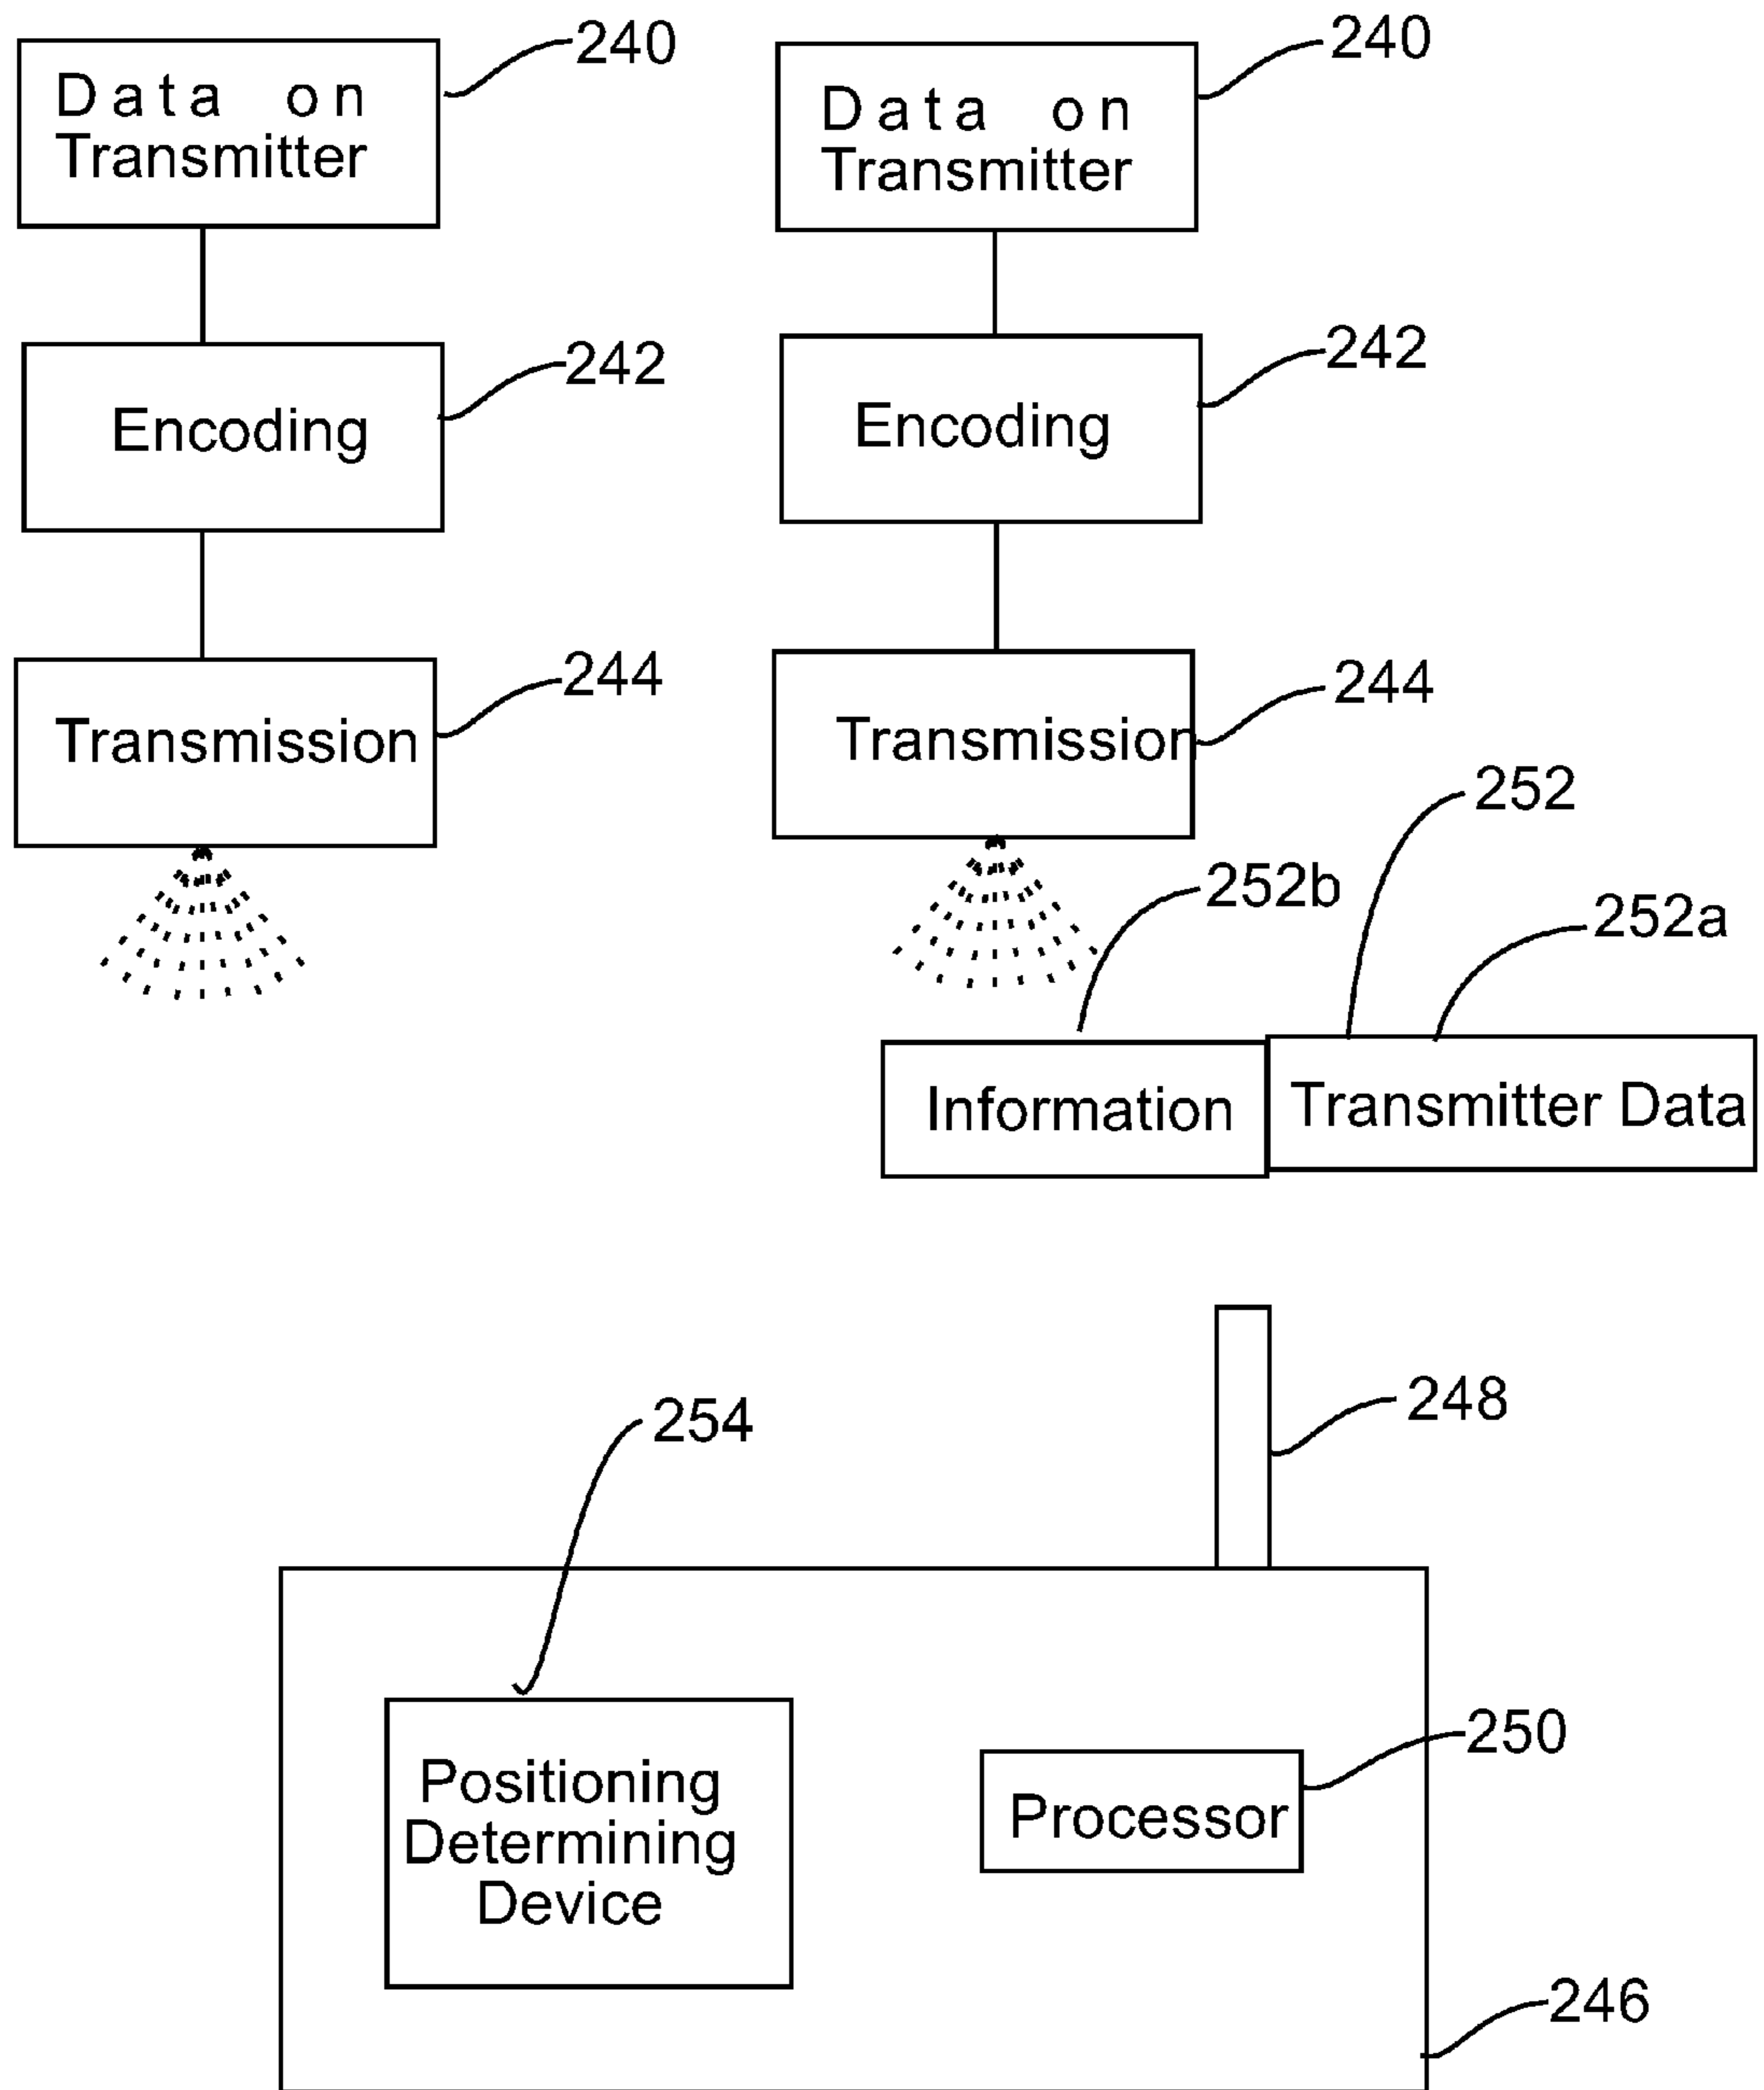 240
Data on
Transmitter
240
Data on
Transmitter
242
Encoding
242
Encoding
244
Transmission
244
Transmission
252
252b
252a
Information
Transmitter Data
248
254
250
Positioning
Determining
Device
Processor
246